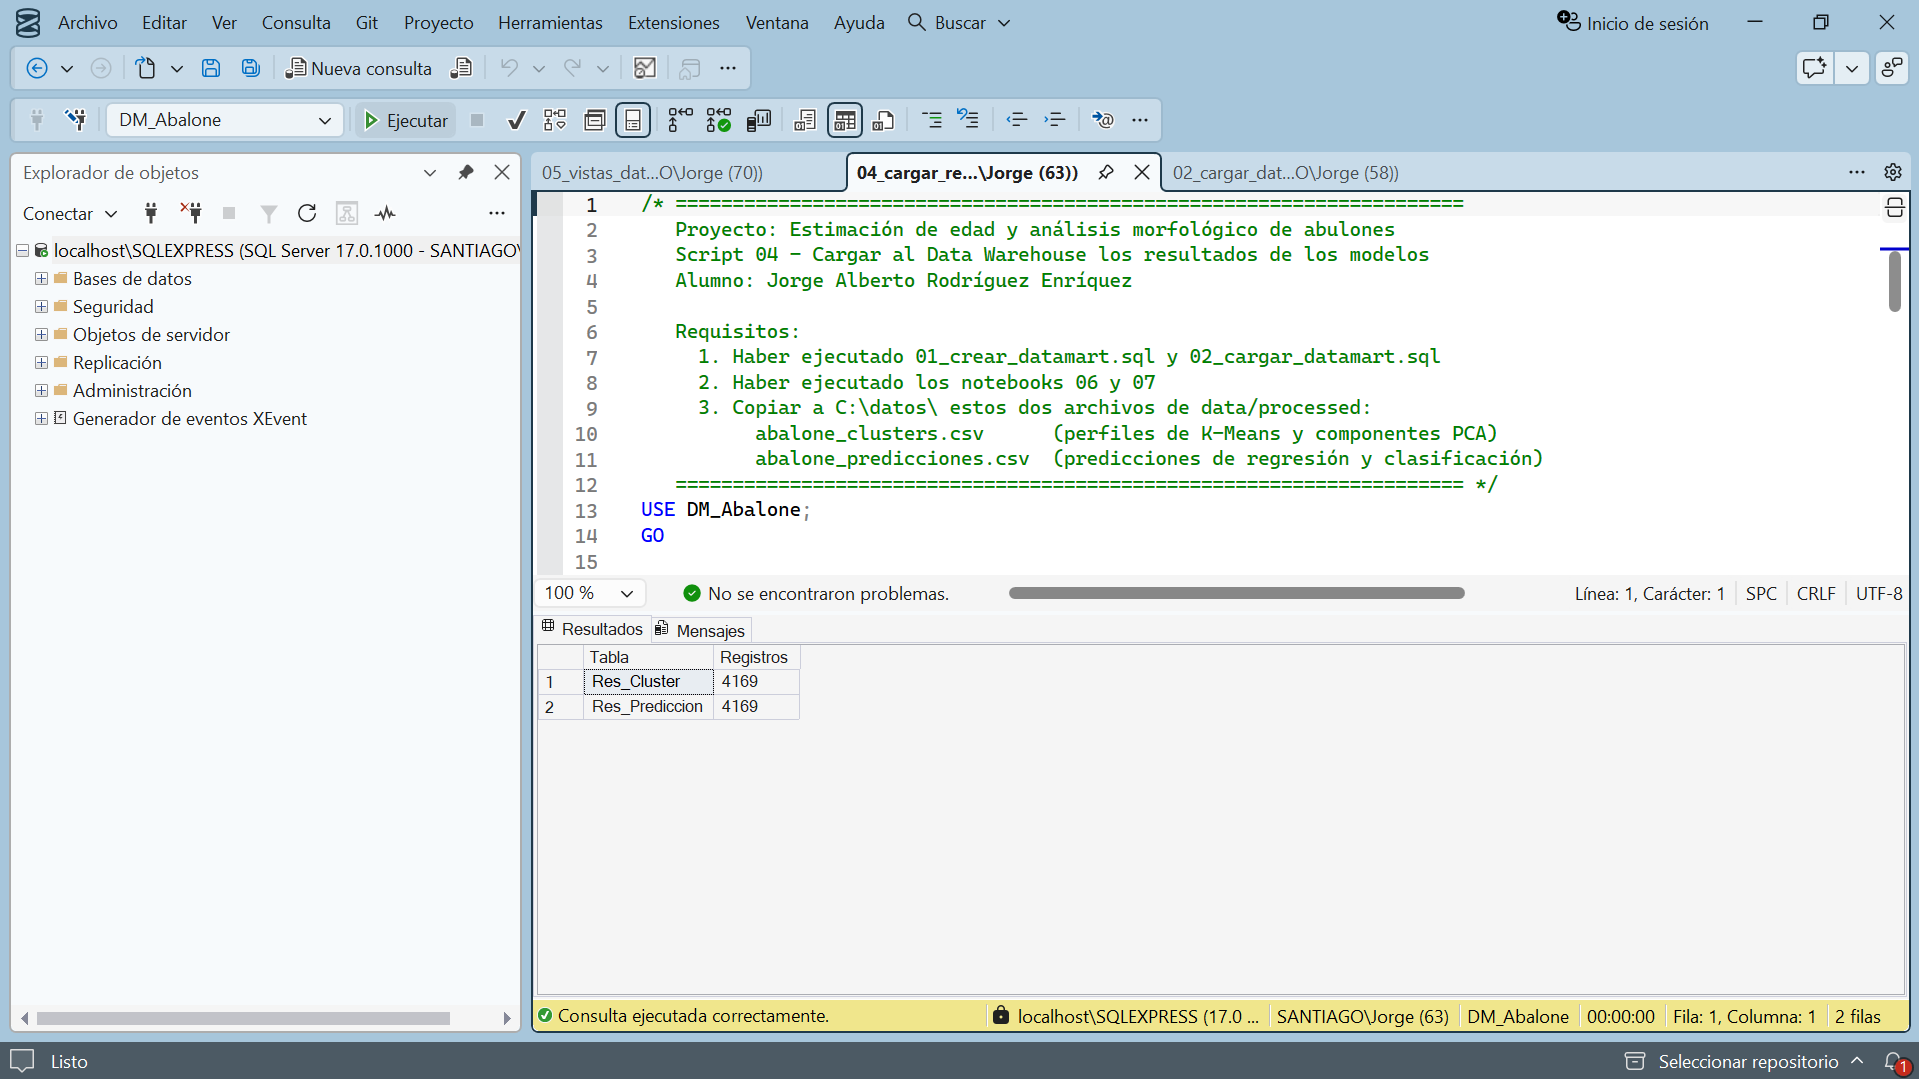 Archivo Editar Ver Consulta Git Proyecto Herramientas Extensiones Ventana Ayuda Buscar Inicio de sesión
Nueva consulta
DM_Abalone Ejecutar
Explorador de objetos
Conectar
localhost\SQLEXPRESS (SQL Server 17.0.1000 - SANTIAGO\
Bases de datos
Seguridad
Objetos de servidor
Replicación
Administración
Generador de eventos XEvent
05_vistas_dat...O\Jorge (70)) 04_cargar_re...\Jorge (63)) 02_cargar_dat...O\Jorge (58))
1 /* =====================================================================
2 Proyecto: Estimación de edad y análisis morfológico de abulones
3 Script 04 - Cargar al Data Warehouse los resultados de los modelos
4 Alumno: Jorge Alberto Rodríguez Enríquez
5
6 Requisitos:
7 1. Haber ejecutado 01_crear_datamart.sql y 02_cargar_datamart.sql
8 2. Haber ejecutado los notebooks 06 y 07
9 3. Copiar a C:\datos\ estos dos archivos de data/processed:
10 abalone_clusters.csv (perfiles de K-Means y componentes PCA)
11 abalone_predicciones.csv (predicciones de regresión y clasificación)
12 ===================================================================== */
13 USE DM_Abalone;
14 GO
15
100 % No se encontraron problemas. Línea: 1, Carácter: 1 SPC CRLF UTF-8
Resultados Mensajes
Tabla Registros
1 Res_Cluster 4169
2 Res_Prediccion 4169
Consulta ejecutada correctamente. localhost\SQLEXPRESS (17.0 ... SANTIAGO\Jorge (63) DM_Abalone 00:00:00 Fila: 1, Columna: 1 2 filas
Listo Seleccionar repositorio 1